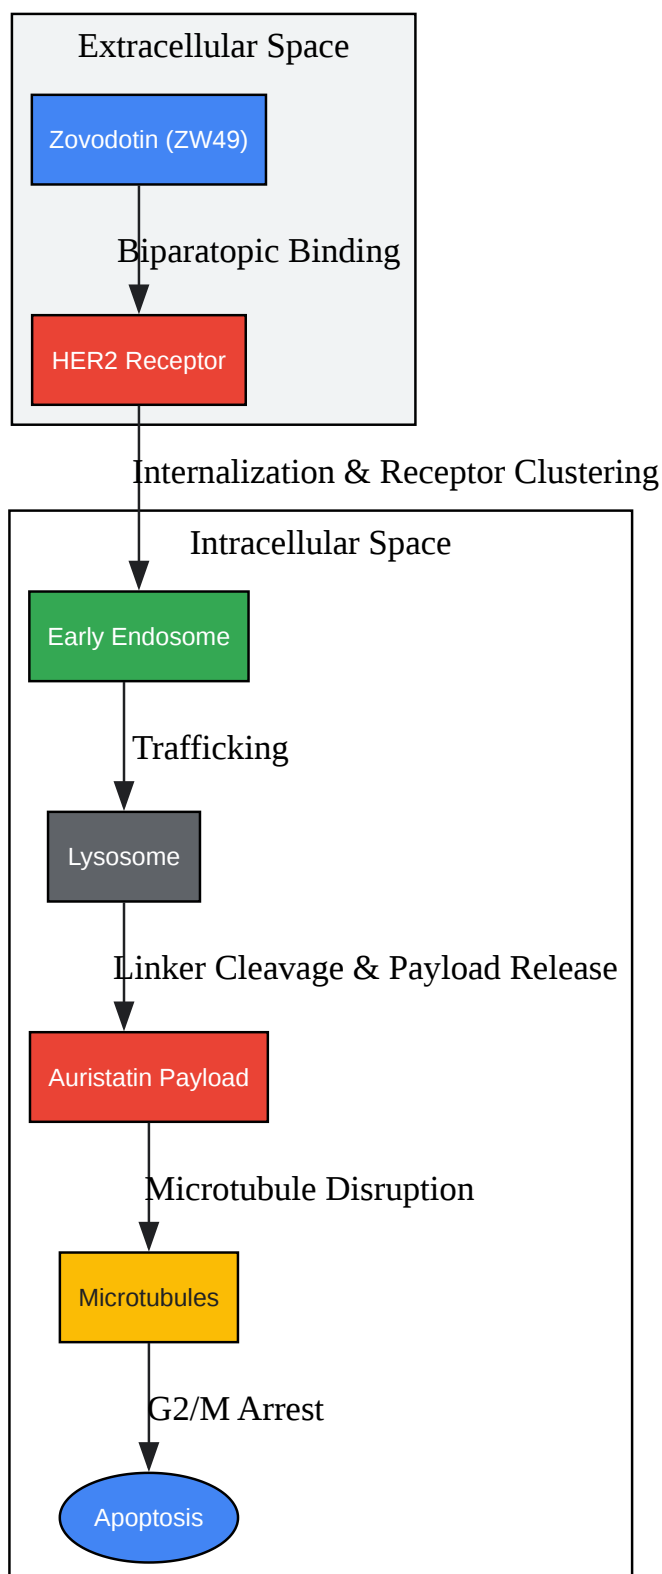 Extracellular Space
Zovodotin (ZW49)
Biparatopic Binding
HER2 Receptor
Internalization & Receptor Clustering
Intracellular Space
Early Endosome
Trafficking
Lysosome
Linker Cleavage & Payload Release
Auristatin Payload
Microtubule Disruption
Microtubules
G2/M Arrest
Apoptosis